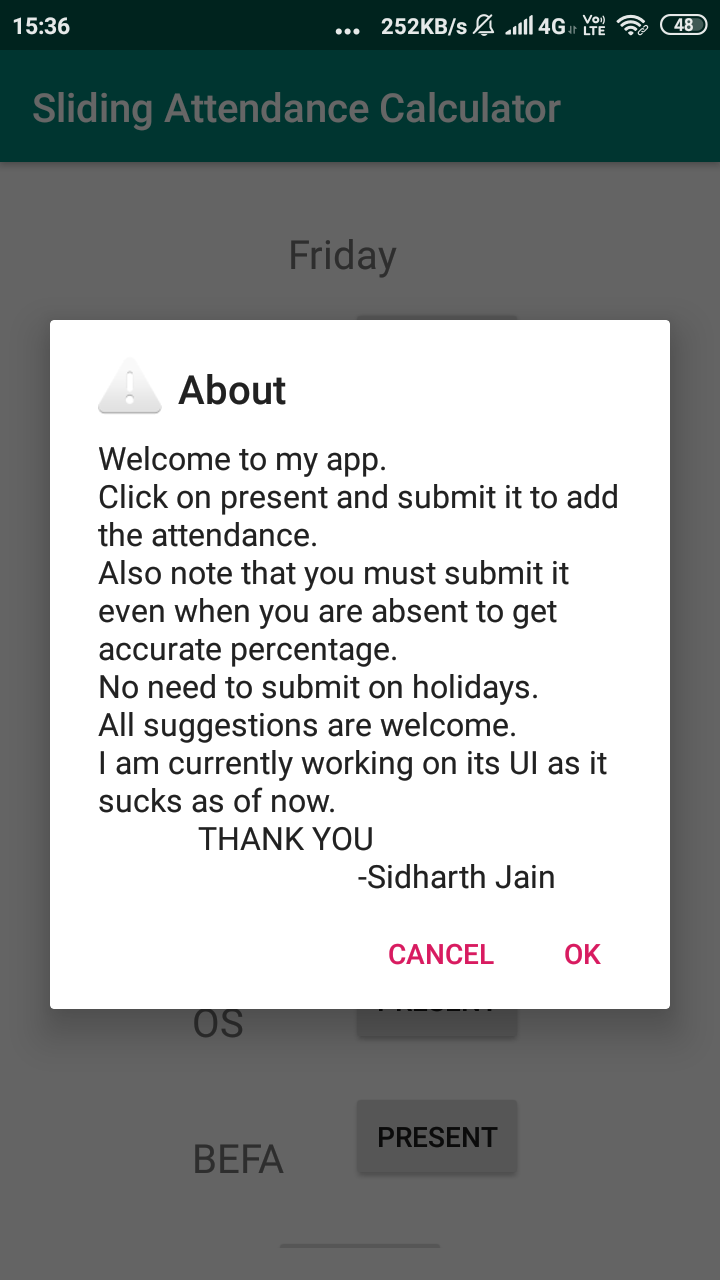 15:36 ... 252KB/s 4G Vo) LTE 48
Sliding Attendance Calculator
Friday
About
Welcome to my app.
Click on present and submit it to add
the attendance.
Also note that you must submit it
even when you are absent to get
accurate percentage.
No need to submit on holidays.
All suggestions are welcome.
I am currently working on its UI as it
sucks as of now.
THANK YOU
-Sidharth Jain
CANCEL OK
OS PRESENT
BEFA PRESENT